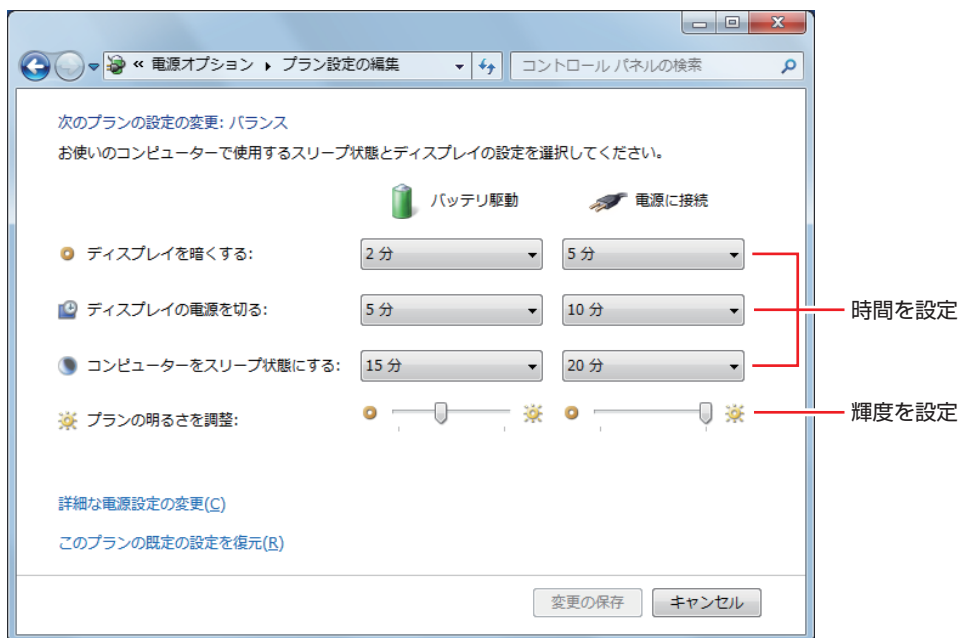 « 電源オプション ▸ プラン設定の編集
コントロール パネルの検索
次のプランの設定の変更: バランス
お使いのコンピューターで使用するスリープ状態とディスプレイの設定を選択してください。
バッテリ駆動 電源に接続
ディスプレイを暗くする: 2 分 5 分
ディスプレイの電源を切る: 5 分 10 分
時間を設定
コンピューターをスリープ状態にする: 15 分 20 分
プランの明るさを調整:
輝度を設定
詳細な電源設定の変更(C)
このプランの既定の設定を復元(R)
変更の保存 キャンセル